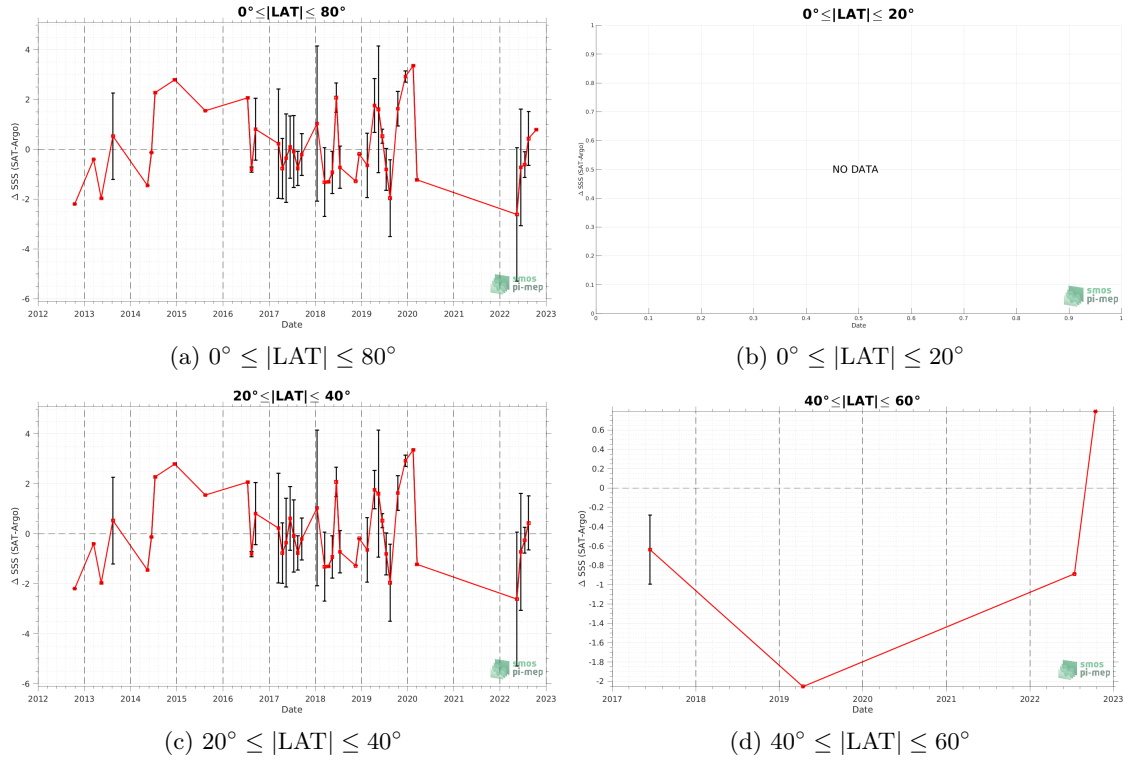 0°≤|LAT|≤ 80°
Δ SSS (SAT-Argo)
4
2
0
-2
-4
-6
2012 2013 2014 2015 2016 2017 2018 2019 2020 2021 2022 2023
Date
smos
pi-mep
(a) 0° ≤ |LAT| ≤ 80°
0°≤|LAT|≤ 20°
Δ SSS (SAT-Argo)
1
0.9
0.8
0.7
0.6
0.5
0.4
0.3
0.2
0.1
0
NO DATA
0 0.1 0.2 0.3 0.4 0.5 0.6 0.7 0.8 0.9 1
Date
smos
pi-mep
(b) 0° ≤ |LAT| ≤ 20°
20°≤|LAT|≤ 40°
Δ SSS (SAT-Argo)
4
2
0
-2
-4
-6
2012 2013 2014 2015 2016 2017 2018 2019 2020 2021 2022 2023
Date
smos
pi-mep
(c) 20° ≤ |LAT| ≤ 40°
40°≤|LAT|≤ 60°
Δ SSS (SAT-Argo)
0.6
0.4
0.2
0
-0.2
-0.4
-0.6
-0.8
-1
-1.2
-1.4
-1.6
-1.8
-2
2017 2018 2019 2020 2021 2022 2023
Date
smos
pi-mep
(d) 40° ≤ |LAT| ≤ 60°